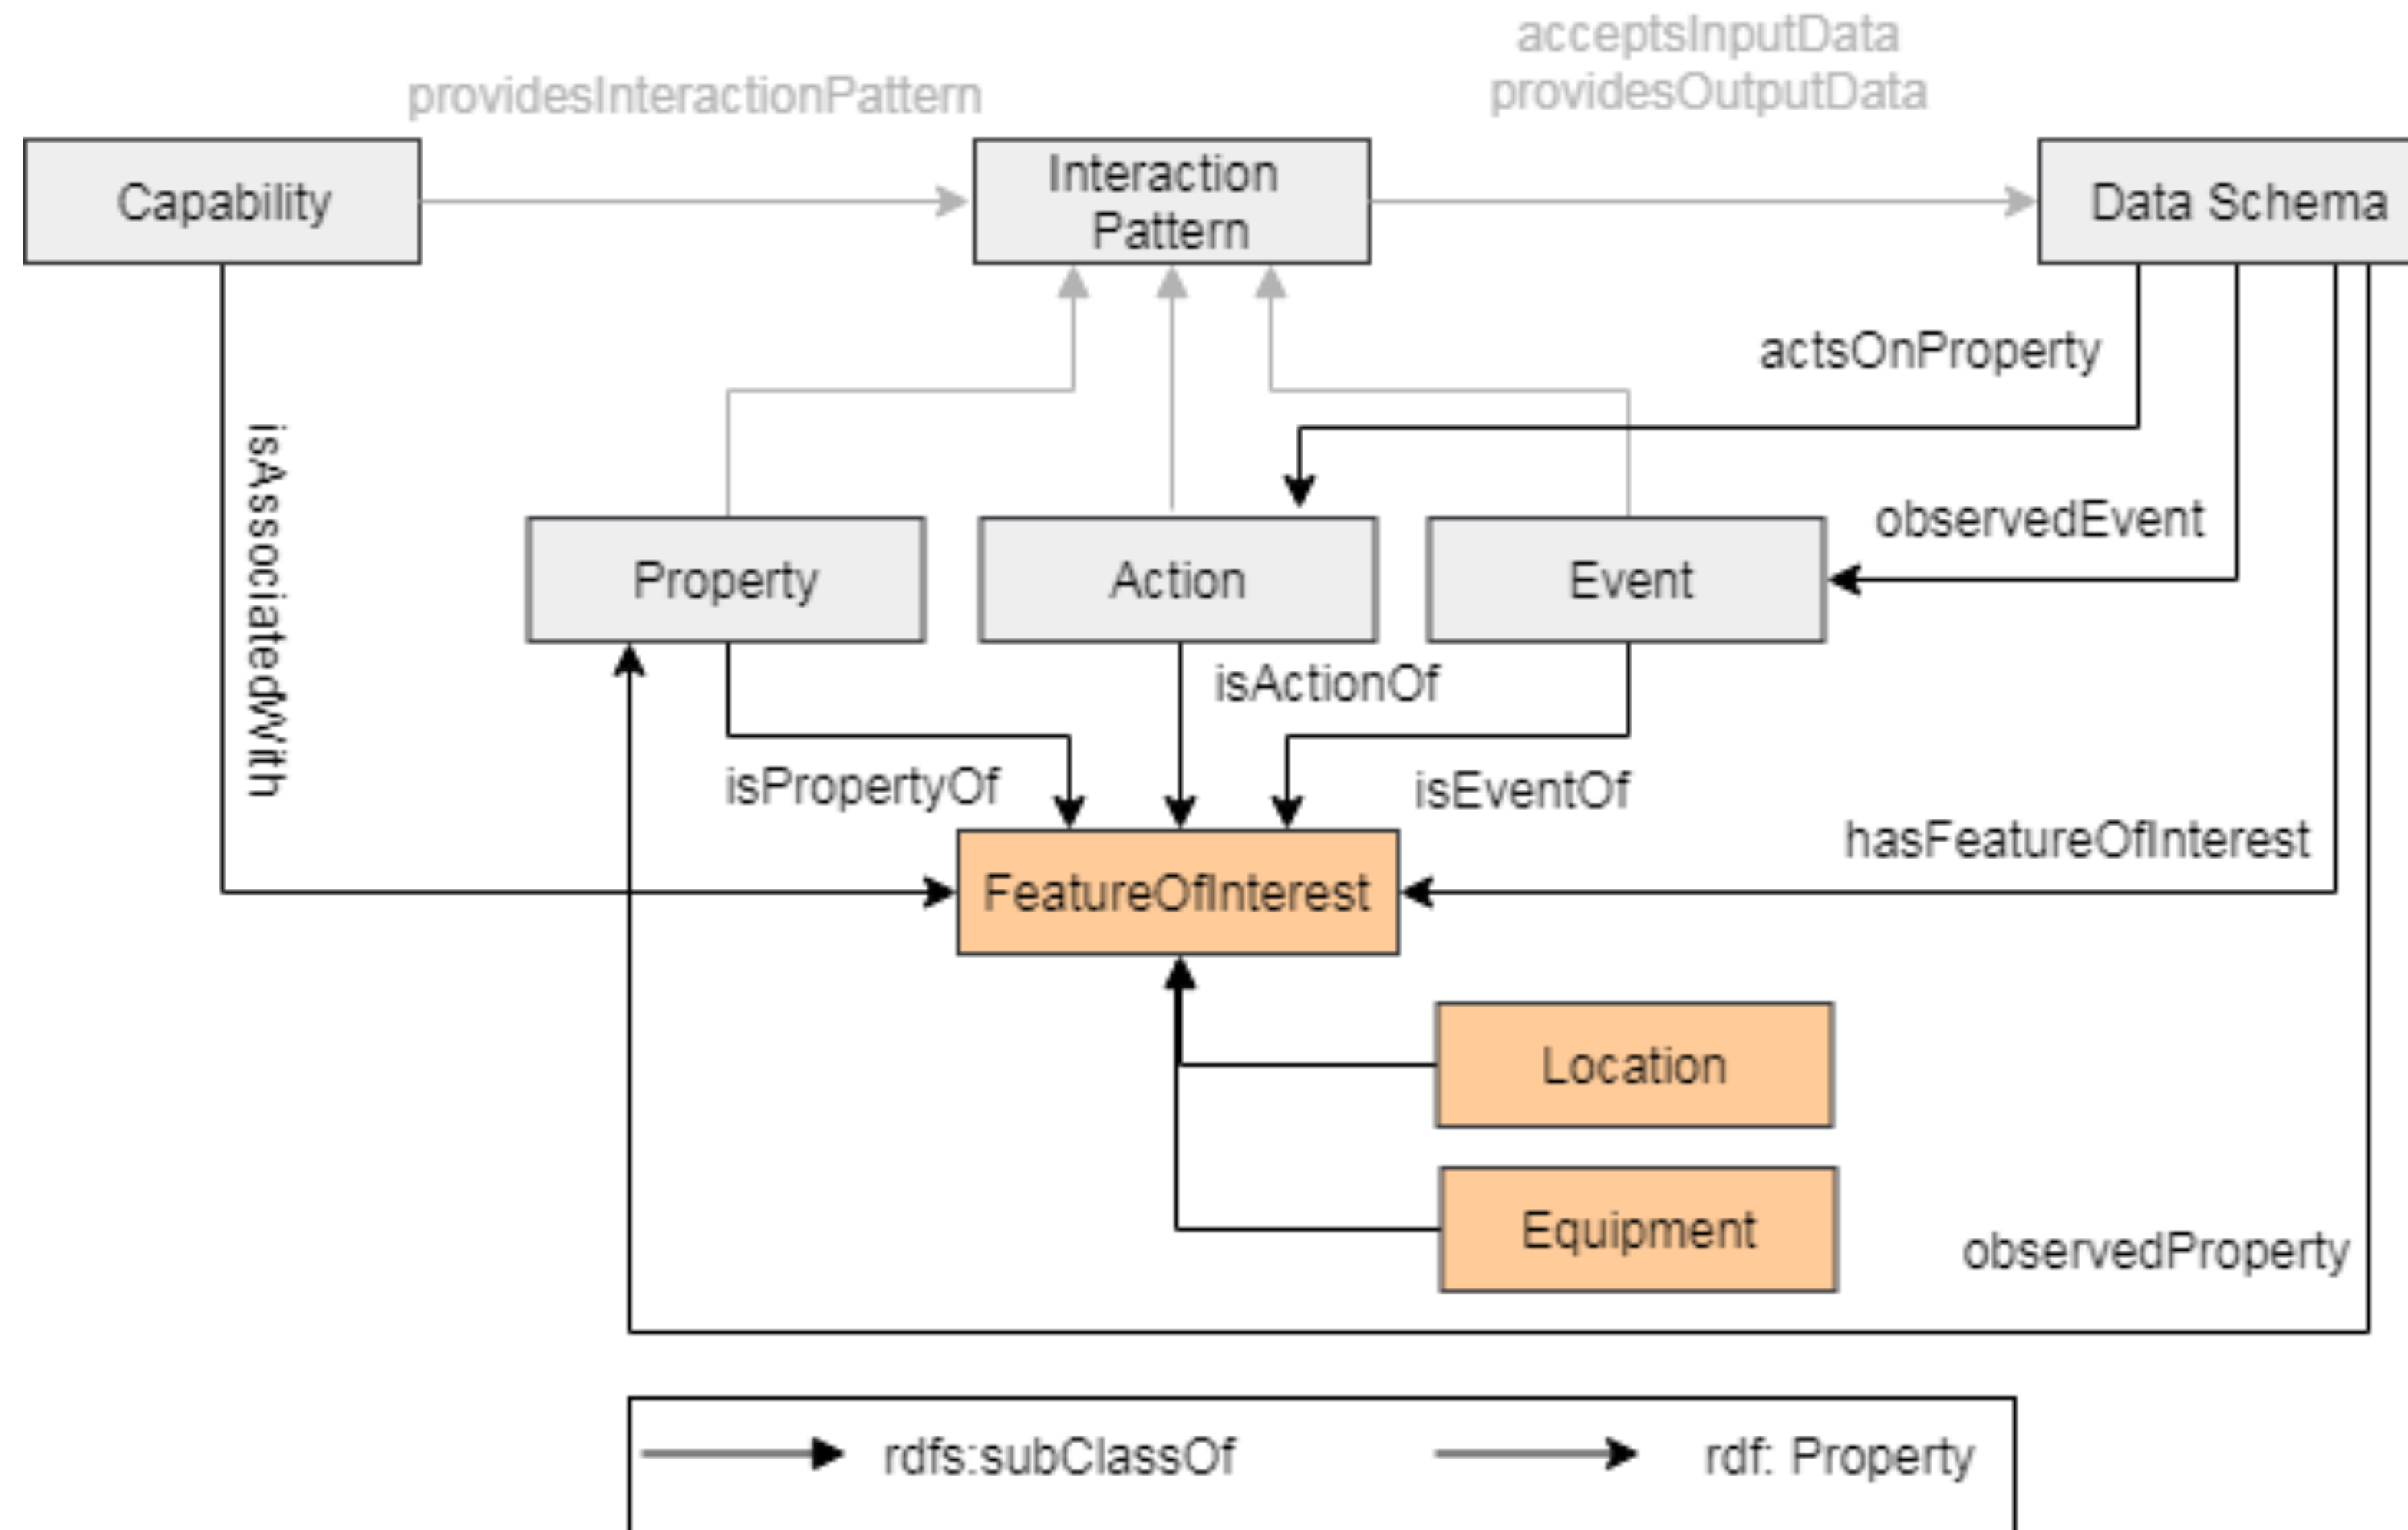 acceptsInputData
providesOutputData
providesInteractionPattern
Capability
Interaction
Pattern
Data Schema
actsOnProperty
isAssociatedWith
observedEvent
Property
Action
Event
isActionOf
isPropertyOf
isEventOf
hasFeatureOfInterest
FeatureOfInterest
Location
Equipment
observedProperty
rdfs:subClassOf
rdf: Property